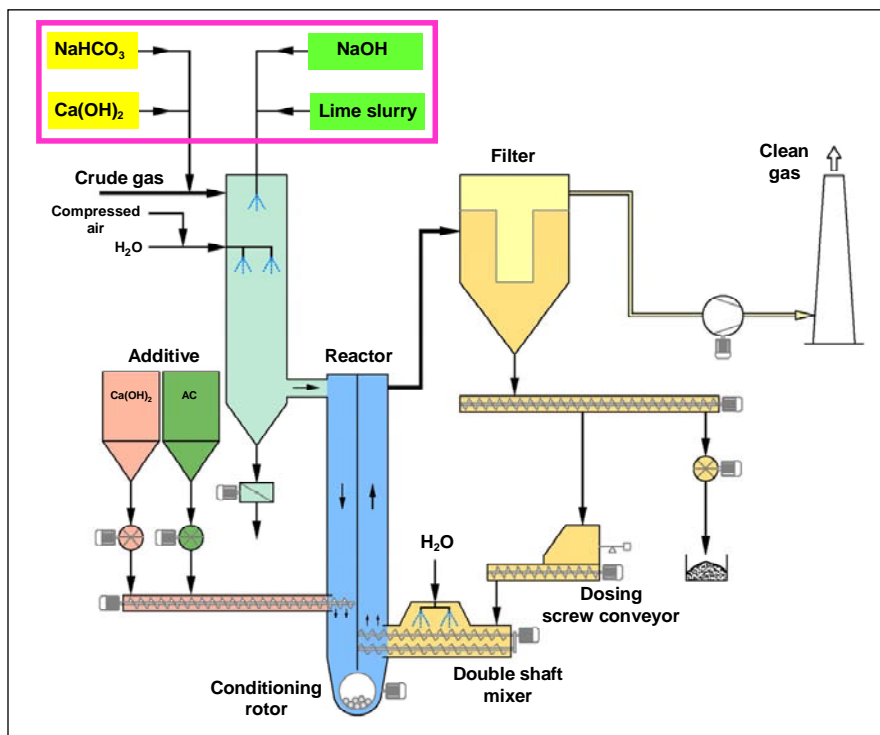 NaHCO₃
NaOH
Ca(OH)₂
Lime slurry
Crude gas
Compressed
air
H₂O
Filter
Clean
gas
Additive
Ca(OH)₂
AC
Reactor
H₂O
Dosing
screw conveyor
Double shaft
mixer
Conditioning
rotor